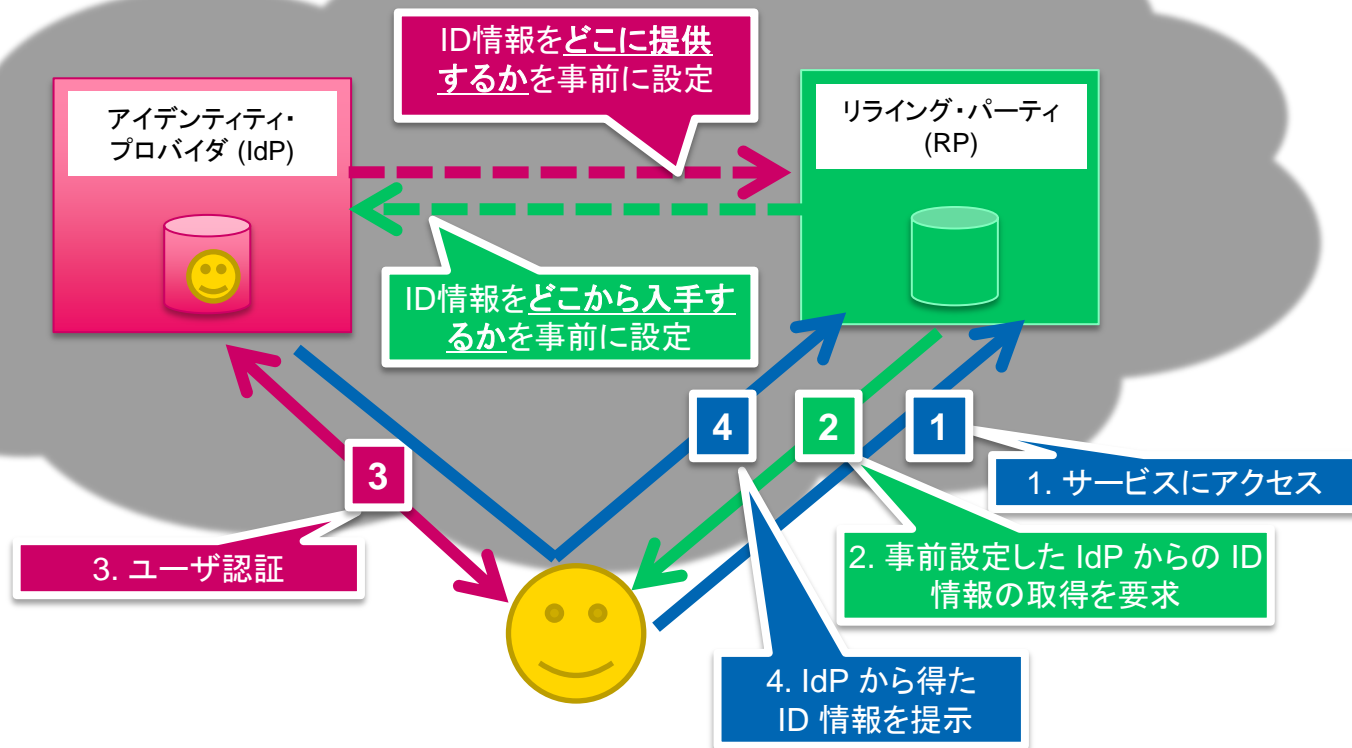 ID情報をどこに提供
するかを事前に設定
アイデンティティ・
プロバイダ (IdP)
リライング・パーティ
(RP)
ID情報をどこから入手す
るかを事前に設定
4
2
1
3
1. サービスにアクセス
3. ユーザ認証
2. 事前設定した IdP からの ID
情報の取得を要求
4. IdP から得た
ID 情報を提示